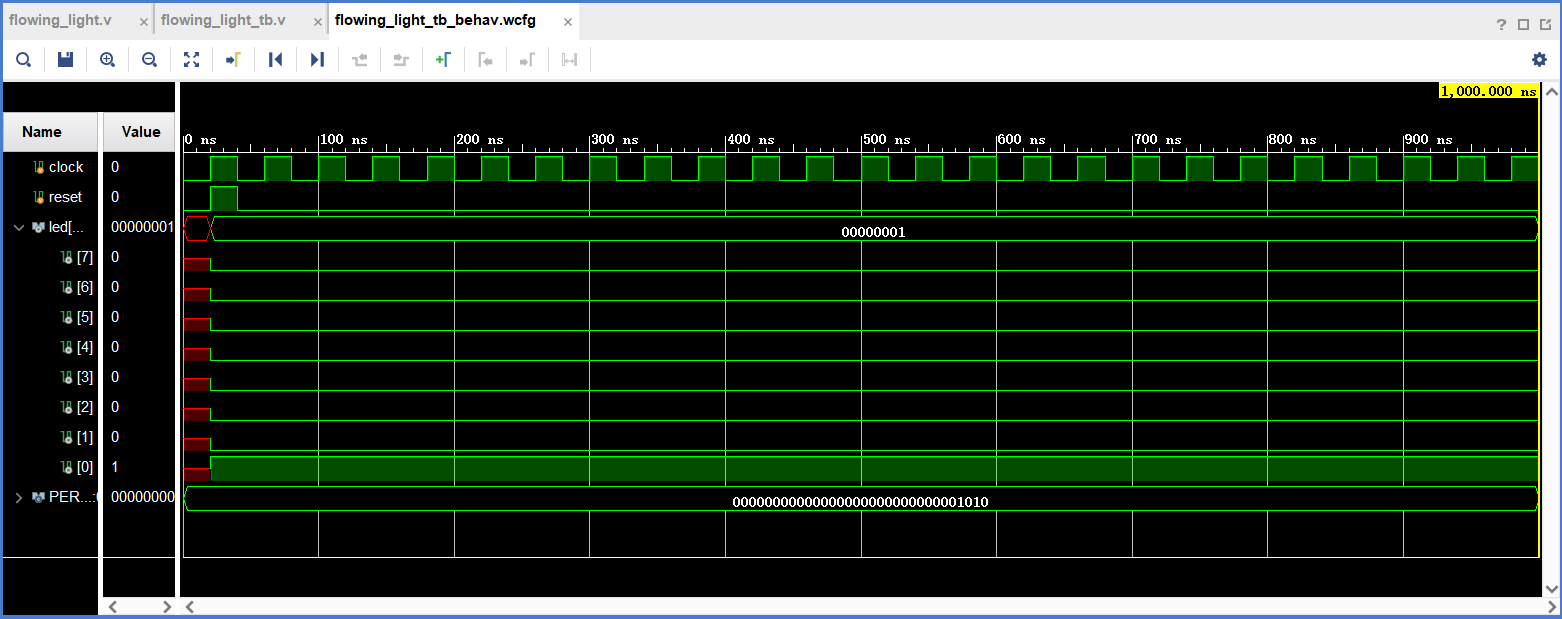 flowing_light.v × flowing_light_tb.v × flowing_light_tb_behav.wcfg × ?
1,000.000 ns
Name Value 0 ns 100 ns 200 ns 300 ns 400 ns 500 ns 600 ns 700 ns 800 ns 900 ns
clock 0
reset 0
led[... 00000001 00000001
[7] 0
[6] 0
[5] 0
[4] 0
[3] 0
[2] 0
[1] 0
[0] 1
PER...:( 00000000 00000000000000000000000000001010